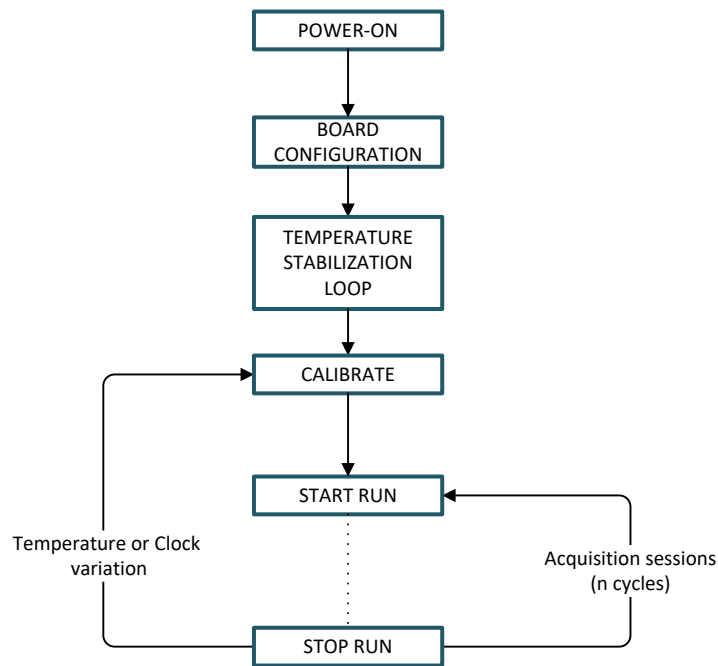 POWER-ON
BOARD
CONFIGURATION
TEMPERATURE
STABILIZATION
LOOP
CALIBRATE
START RUN
Temperature or Clock
variation
Acquisition sessions
(n cycles)
STOP RUN